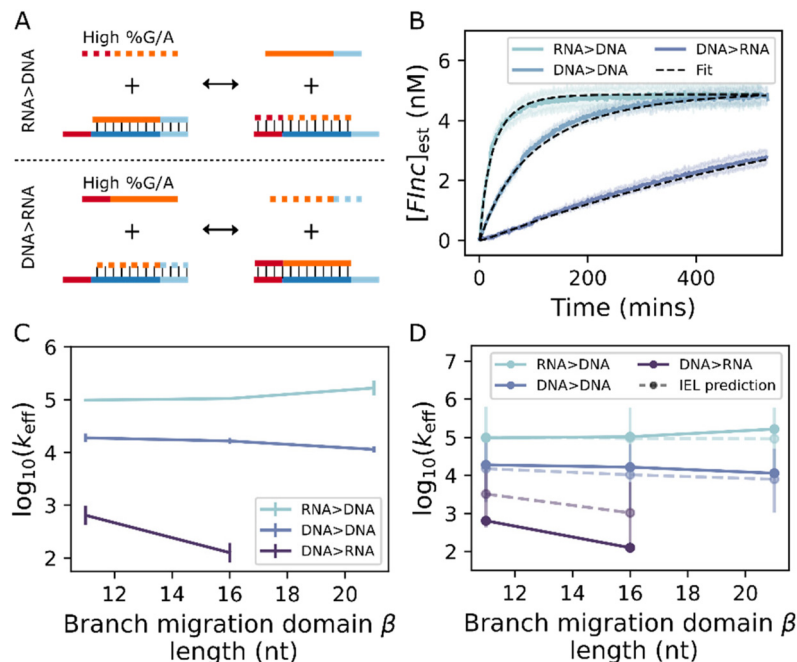 A
High %G/A
RNA>DNA
+
+
High %G/A
DNA>RNA
+
+
B
[FInc]est (nM)
6
4
2
0
RNA>DNA
DNA>DNA
DNA>RNA
Fit
0
200
400
Time (mins)
C
log10(keff)
6
5
4
3
2
RNA>DNA
DNA>DNA
DNA>RNA
12
14
16
18
20
Branch migration domain β
length (nt)
D
log10(keff)
7
6
5
4
3
2
RNA>DNA
DNA>DNA
DNA>RNA
IEL prediction
12
14
16
18
20
Branch migration domain β
length (nt)